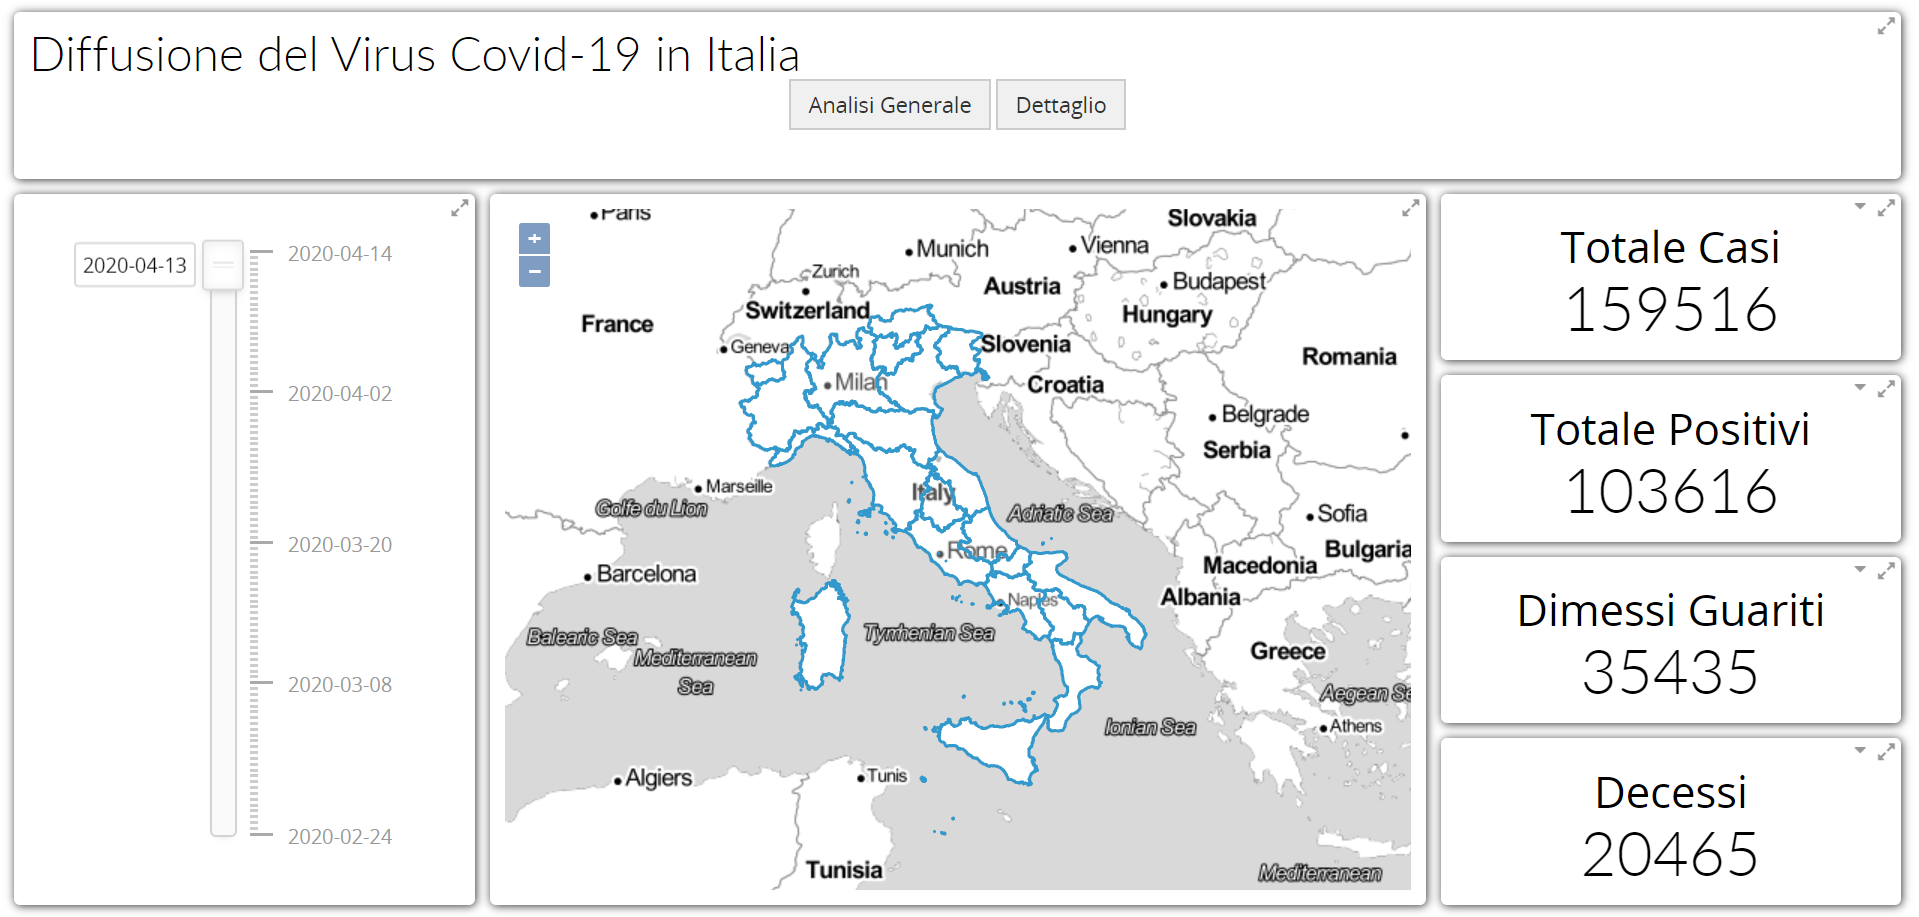 Diffusione del Virus Covid-19 in Italia
Analisi Generale
Dettaglio
2020-04-13
2020-04-14
2020-04-02
2020-03-20
2020-03-08
2020-02-24
+
−
Paris
Munich
Vienna
Slovakia
Zurich
Austria
Budapest
Switzerland
France
Hungary
Geneva
Slovenia
Romania
Milan
Croatia
Belgrade
Serbia
Marseille
Italy
Golfe du Lion
Adriatic Sea
Sofia
Rome
Bulgaria
Barcelona
Macedonia
Naples
Albania
Balearic Sea
Tyrrhenian Sea
Mediterranean
Sea
Greece
Aegean Se
Ionian Sea
Athens
Algiers
Tunis
Tunisia
Mediterranean
Totale Casi
159516
Totale Positivi
103616
Dimessi Guariti
35435
Decessi
20465